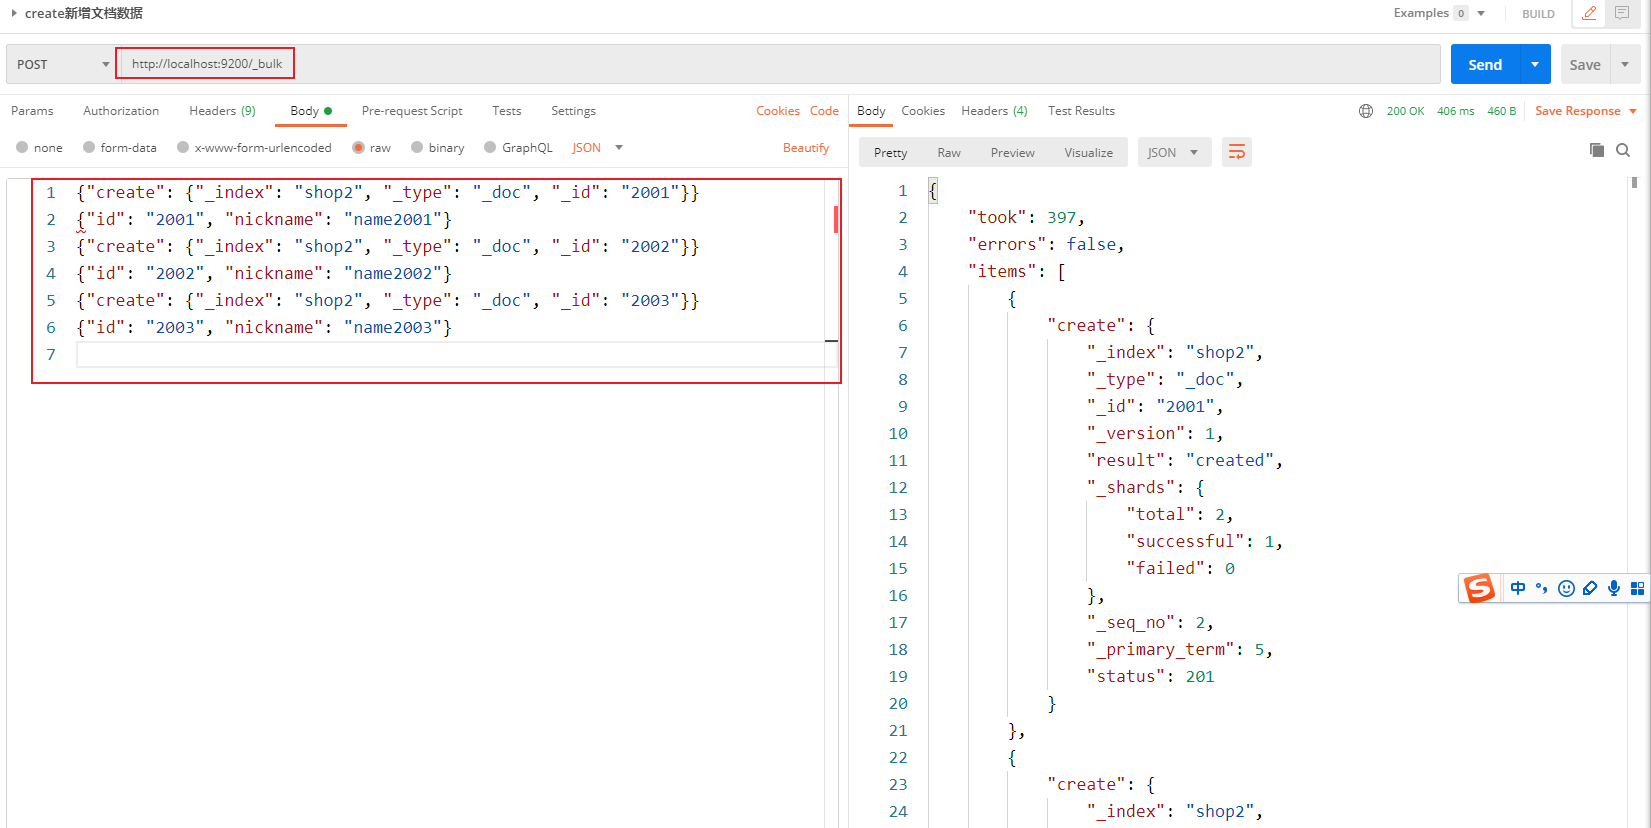 create新增文档数据
Examples 0 BUILD
POST http://localhost:9200/_bulk Send Save
Params Authorization Headers (9) Body Pre-request Script Tests Settings Cookies Code
none form-data x-www-form-urlencoded raw binary GraphQL JSON Beautify
1 {"create": {"_index": "shop2", "_type": "_doc", "_id": "2001"}}
2 {"id": "2001", "nickname": "name2001"}
3 {"create": {"_index": "shop2", "_type": "_doc", "_id": "2002"}}
4 {"id": "2002", "nickname": "name2002"}
5 {"create": {"_index": "shop2", "_type": "_doc", "_id": "2003"}}
6 {"id": "2003", "nickname": "name2003"}
7
Body Cookies Headers (4) Test Results 200 OK 406 ms 460 B Save Response
Pretty Raw Preview Visualize JSON
1 {
2 "took": 397,
3 "errors": false,
4 "items": [
5 {
6 "create": {
7 "_index": "shop2",
8 "_type": "_doc",
9 "_id": "2001",
10 "_version": 1,
11 "result": "created",
12 "_shards": {
13 "total": 2,
14 "successful": 1,
15 "failed": 0
16 },
17 "_seq_no": 2,
18 "_primary_term": 5,
19 "status": 201
20 }
21 },
22 {
23 "create": {
24 "_index": "shop2",
S 中